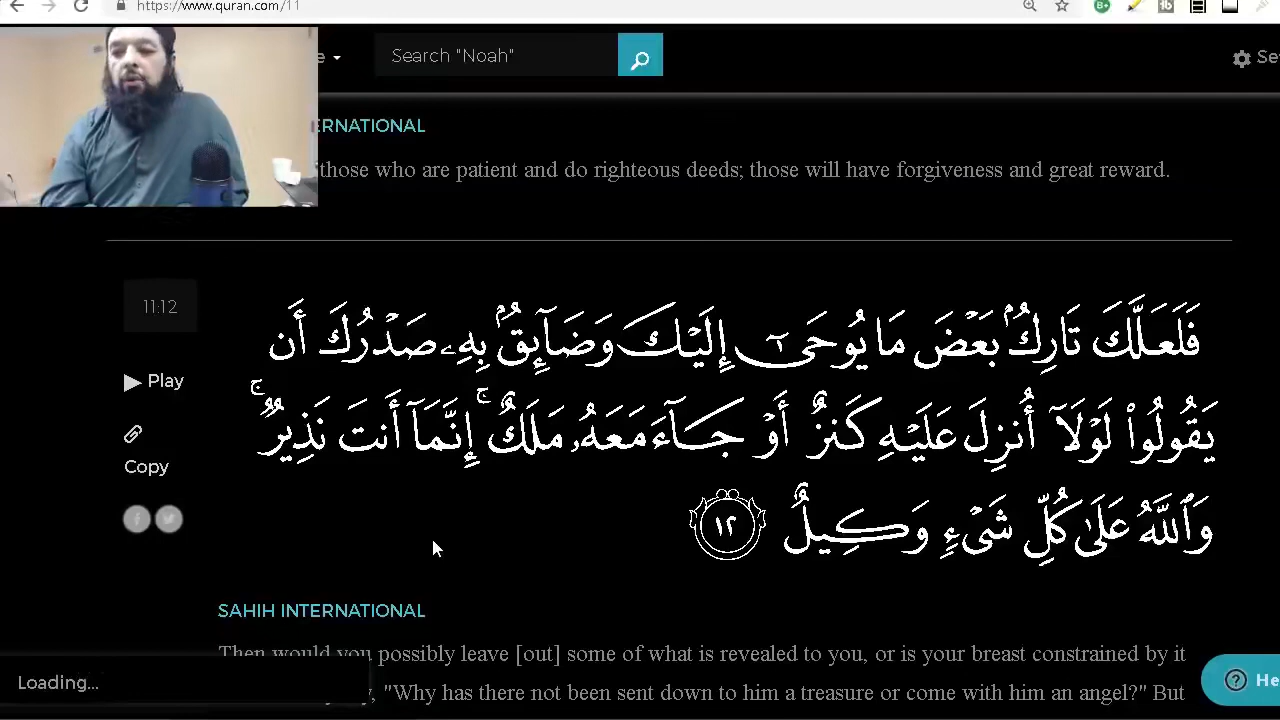 https://www.quran.com/11
e
Search "Noah"
Se
ERNATIONAL
those who are patient and do righteous deeds; those will have forgiveness and great reward.
11:12
فَلَعَلَّكَ تَارِكُۢ بَعْضَ مَا يُوحَىٰٓ إِلَيْكَ وَضَآئِقٌۢ بِهِۦ صَدْرُكَ أَن
يَقُولُوا۟ لَوْلَآ أُنزِلَ عَلَيْهِ كَنزٌ أَوْ جَآءَ مَعَهُۥ مَلَكٌ ۚ إِنَّمَآ أَنتَ نَذِيرٌ ۚ
وَٱللَّهُ عَلَىٰ كُلِّ شَىْءٍ وَكِيلٌ ١٢
Play
Copy
SAHIH INTERNATIONAL
Then would you possibly leave [out] some of what is revealed to you, or is your breast constrained by it
"Why has there not been sent down to him a treasure or come with him an angel?" But
Loading...
He